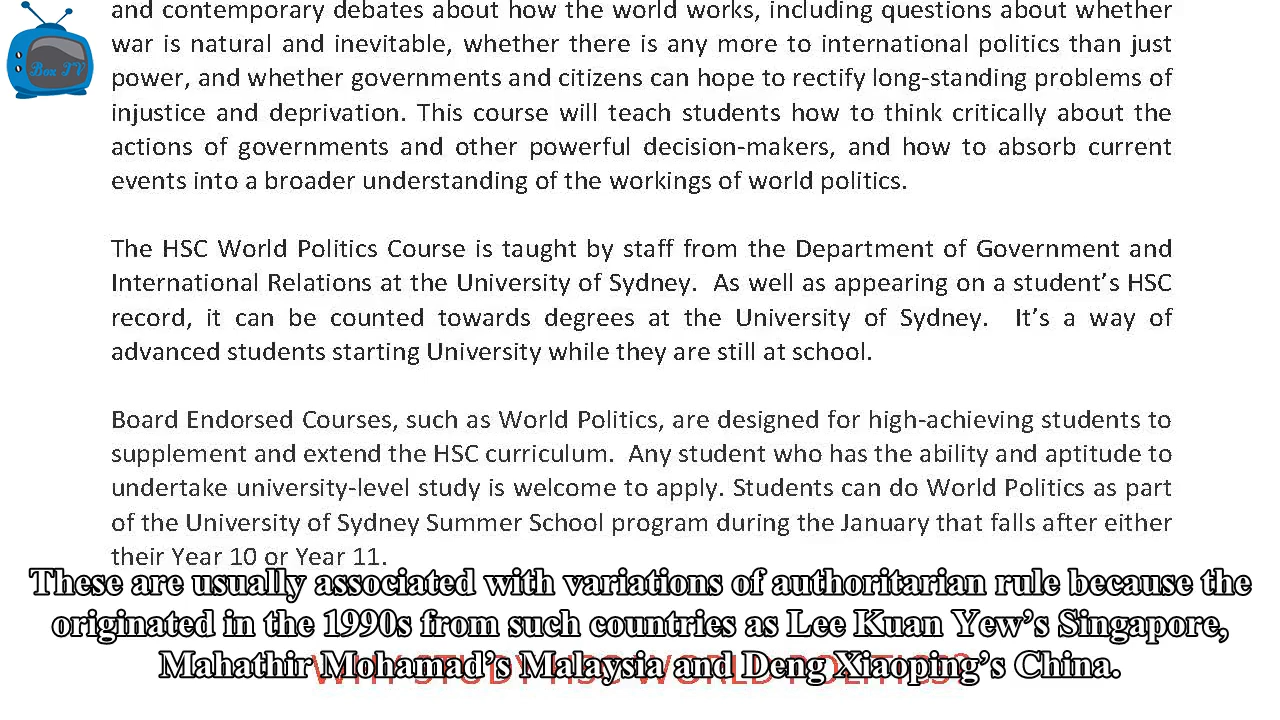 and contemporary debates about how the world works, including questions about whether
war is natural and inevitable, whether there is any more to international politics than just
power, and whether governments and citizens can hope to rectify long-standing problems of
injustice and deprivation. This course will teach students how to think critically about the
actions of governments and other powerful decision-makers, and how to absorb current
events into a broader understanding of the workings of world politics.
The HSC World Politics Course is taught by staff from the Department of Government and
International Relations at the University of Sydney. As well as appearing on a student’s HSC
record, it can be counted towards degrees at the University of Sydney. It’s a way of
advanced students starting University while they are still at school.
Board Endorsed Courses, such as World Politics, are designed for high-achieving students to
supplement and extend the HSC curriculum. Any student who has the ability and aptitude to
undertake university-level study is welcome to apply. Students can do World Politics as part
of the University of Sydney Summer School program during the January that falls after either
their Year 10 or Year 11.
These are usually associated with variations of authoritarian rule because the
originated in the 1990s from such countries as Lee Kuan Yew’s Singapore,
Mahathir Mohamad’s Malaysia and Deng Xiaoping’s China.
WHY STUDY HSC WORLD POLITICS?
Box TV